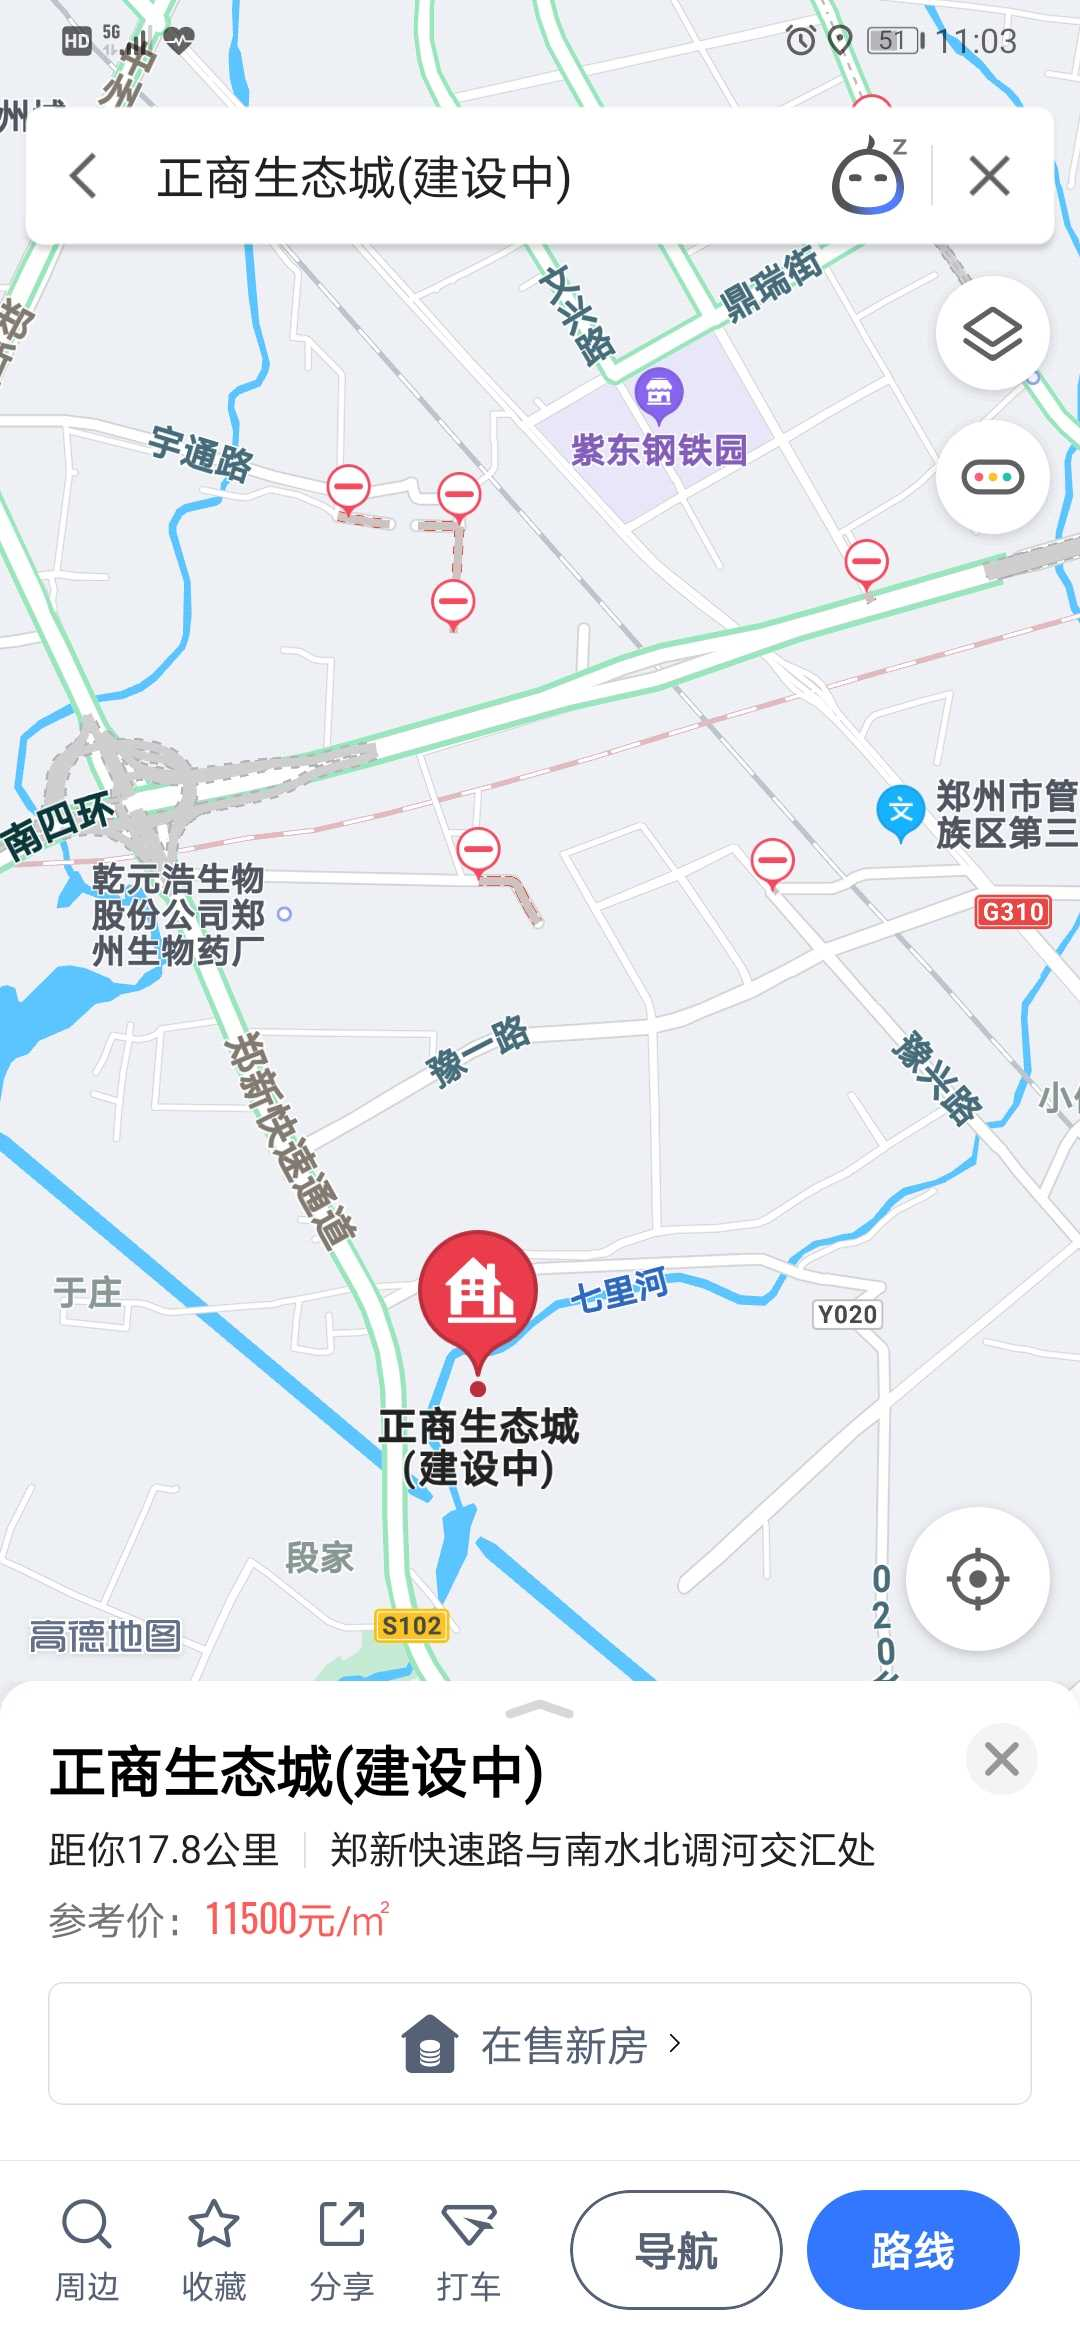 HD 5G 51 11:03
中州
正商生态城(建设中)
z
文兴路
鼎瑞街
紫东钢铁园
宇通路
南四环
郑州市管
族区第三
乾元浩生物
股份公司郑
州生物药厂
G310
豫一路
郑新快速通道
豫兴路
小
于庄
七里河
Y020
正商生态城
(建设中)
段家
020
S102
高德地图
正商生态城(建设中)
距你17.8公里 郑新快速路与南水北调河交汇处
参考价: 11500元/㎡
在售新房
周边
收藏
分享
打车
导航
路线